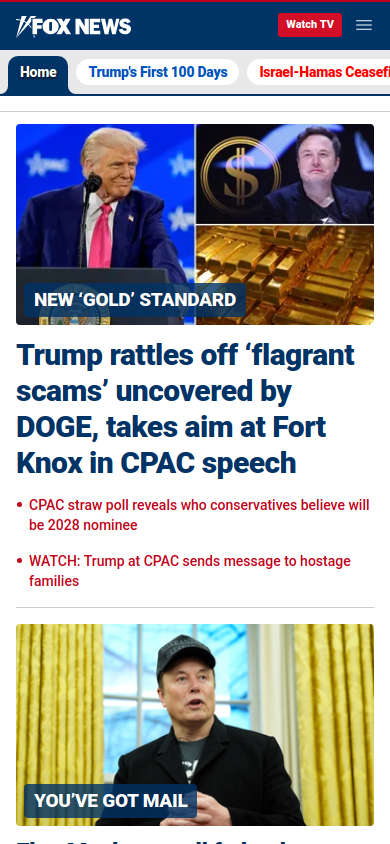 FOX NEWS
Watch TV
Home
Trump's First 100 Days
Israel-Hamas Ceasefi
NEW ‘GOLD’ STANDARD
Trump rattles off ‘flagrant
scams’ uncovered by
DOGE, takes aim at Fort
Knox in CPAC speech
• CPAC straw poll reveals who conservatives believe will
be 2028 nominee
• WATCH: Trump at CPAC sends message to hostage
families
YOU’VE GOT MAIL